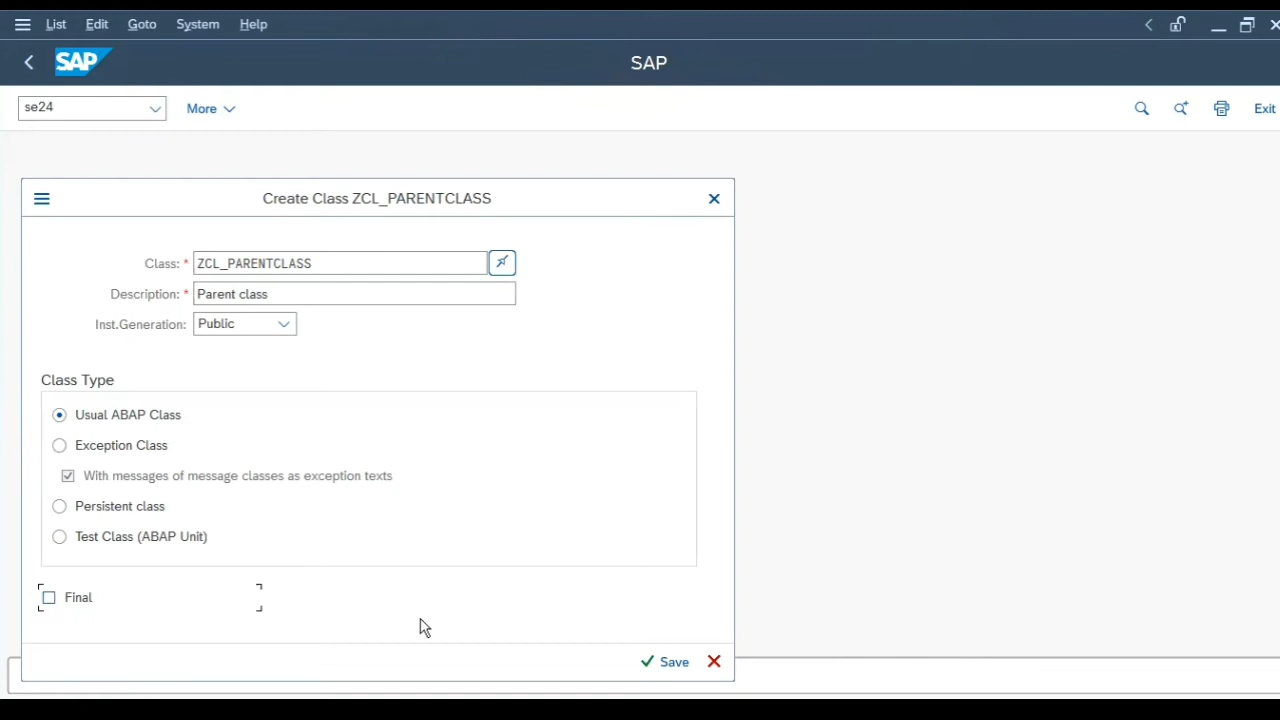 List Edit Goto System Help
SAP SAP
se24 More Exit
Create Class ZCL_PARENTCLASS
Class: * ZCL_PARENTCLASS
Description: * Parent class
Inst.Generation: Public
Class Type
Usual ABAP Class
Exception Class
With messages of message classes as exception texts
Persistent class
Test Class (ABAP Unit)
Final
Save